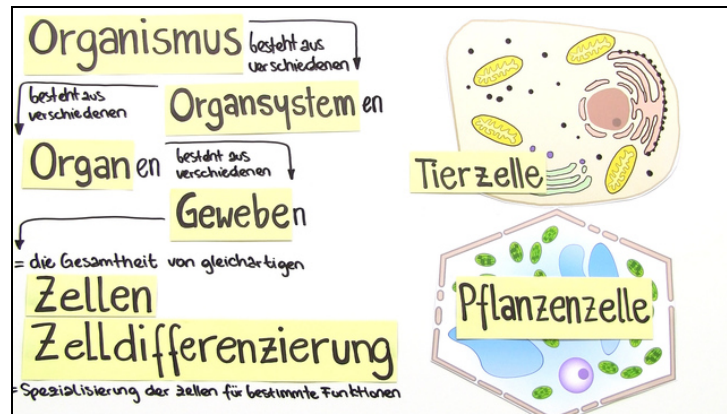 Organismus besteht aus
verschiedenen
besteht aus
verschiedenen
Organsystemen
Organen besteht aus
verschiedenen
Geweben
= die Gesamtheit von gleichartigen
Zellen
Zelldifferenzierung
= Spezialisierung der Zellen für bestimmte Funktionen
Tierzelle
Pflanzenzelle